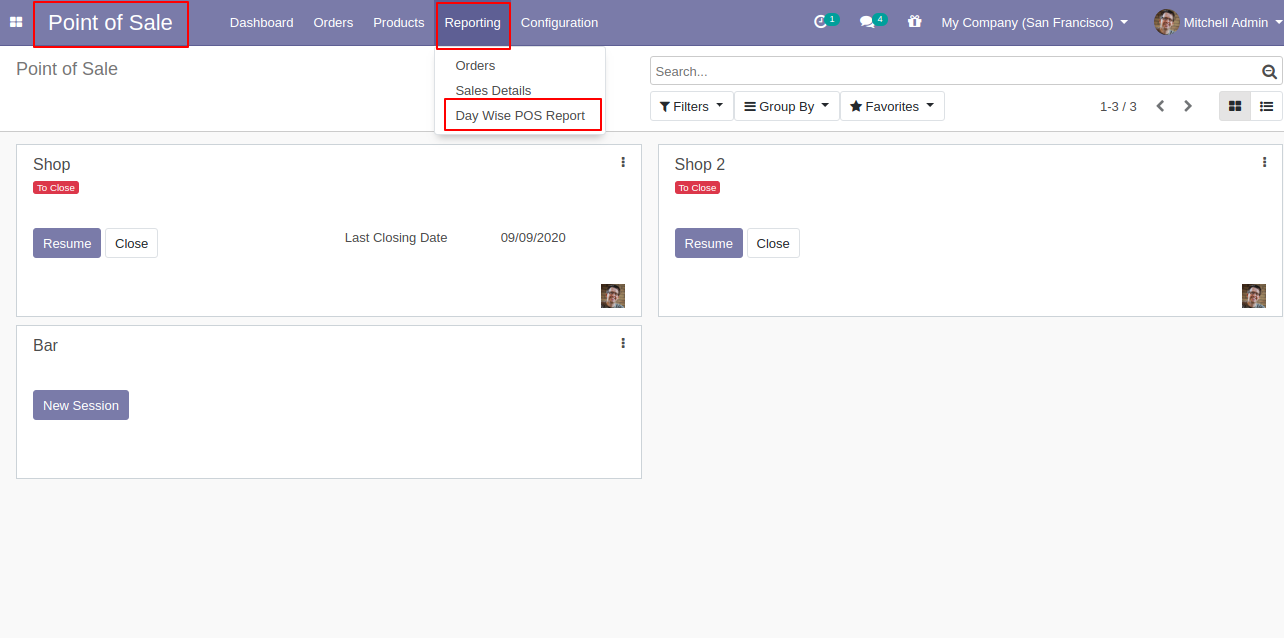 Point of Sale Dashboard Orders Products Reporting Configuration 1 4 My Company (San Francisco) Mitchell Admin
Point of Sale
Orders
Sales Details
Day Wise POS Report
Search...
Filters Group By Favorites 1-3 / 3
Shop
To Close
Resume Close Last Closing Date 09/09/2020
Shop 2
To Close
Resume Close
Bar
New Session